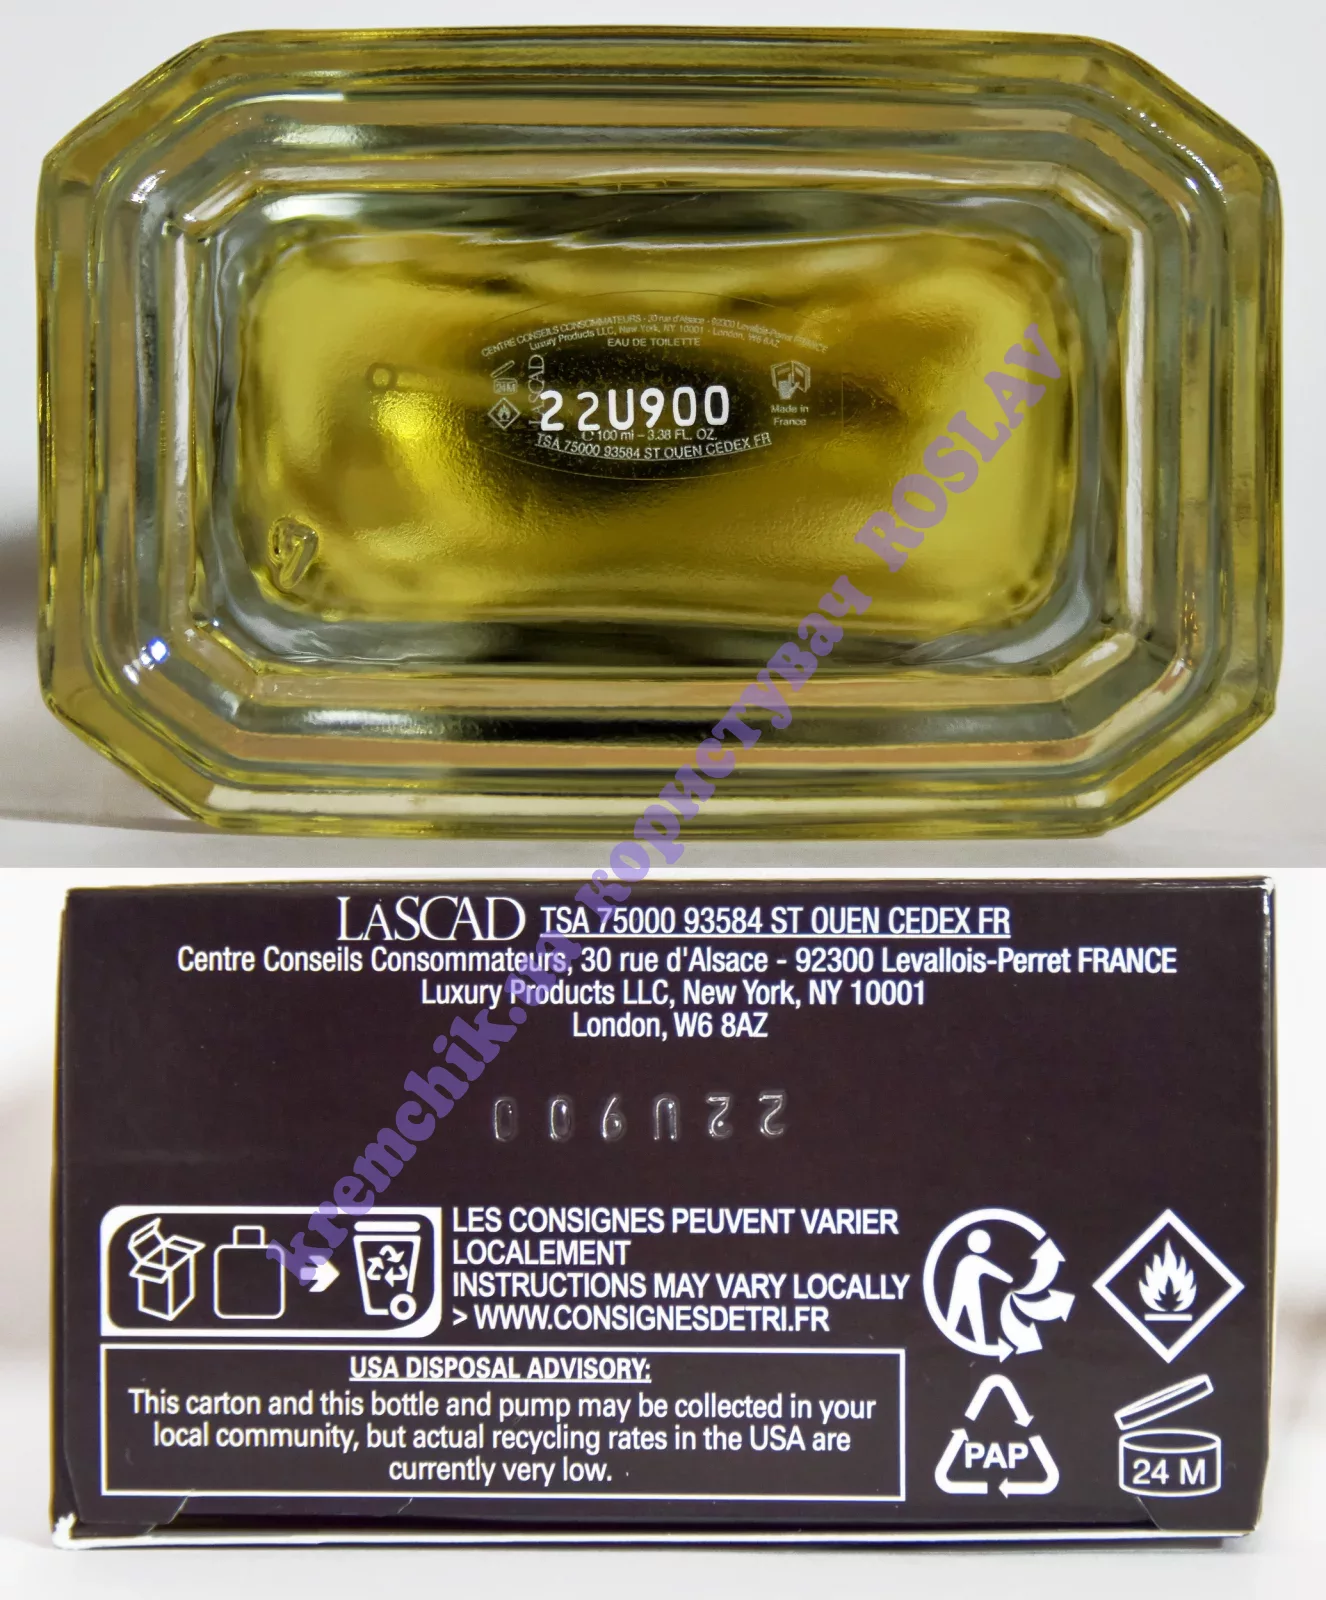 CENTRE CONSEILS CONSOMMATEURS - 30 rue d'Alsace - 92300 Levallois-Perret FRANCE
Luxury Products LLC, New York, NY 10001 - London, W6 8AZ
EAU DE TOILETTE
24M
LASCAD
22U900
Made in
France
100 ml – 3.38 FL. OZ.
TSA 75000 93584 ST OUEN CEDEX FR
kremchik.ua користувач ROSLAV
LASCAD TSA 75000 93584 ST OUEN CEDEX FR
Centre Conseils Consommateurs, 30 rue d'Alsace - 92300 Levallois-Perret FRANCE
Luxury Products LLC, New York, NY 10001
London, W6 8AZ
22U900
LES CONSIGNES PEUVENT VARIER
LOCALEMENT
INSTRUCTIONS MAY VARY LOCALLY
> WWW.CONSIGNESDETRI.FR
USA DISPOSAL ADVISORY:
This carton and this bottle and pump may be collected in your
local community, but actual recycling rates in the USA are
currently very low.
PAP
24 M